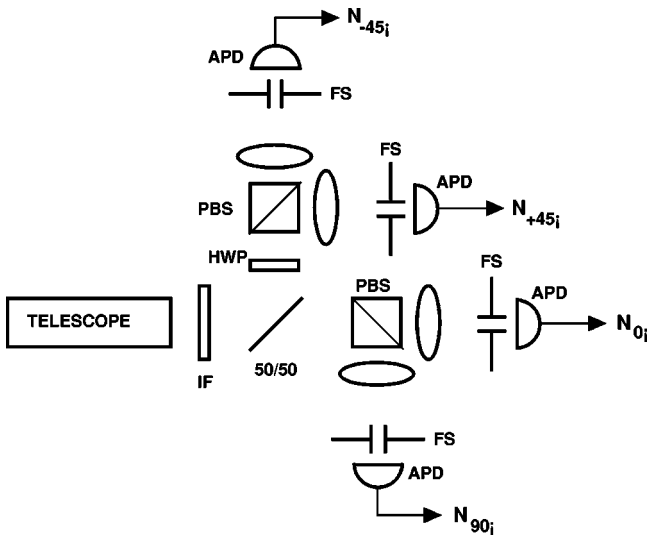 N-45i
APD
FS
FS
APD
PBS
N+45i
HWP
FS
PBS
APD
TELESCOPE
N0i
50/50
IF
FS
APD
N90i